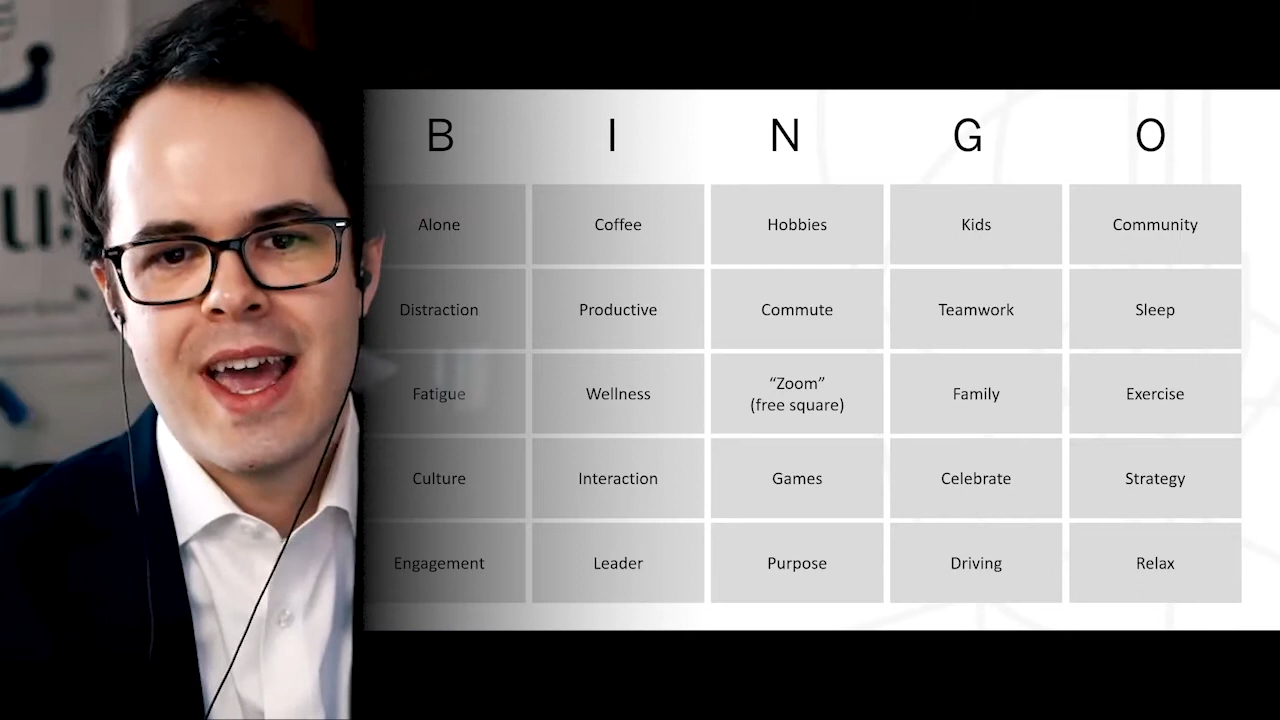 B I N G O
Alone Coffee Hobbies Kids Community
Distraction Productive Commute Teamwork Sleep
Fatigue Wellness “Zoom” (free square) Family Exercise
Culture Interaction Games Celebrate Strategy
Engagement Leader Purpose Driving Relax